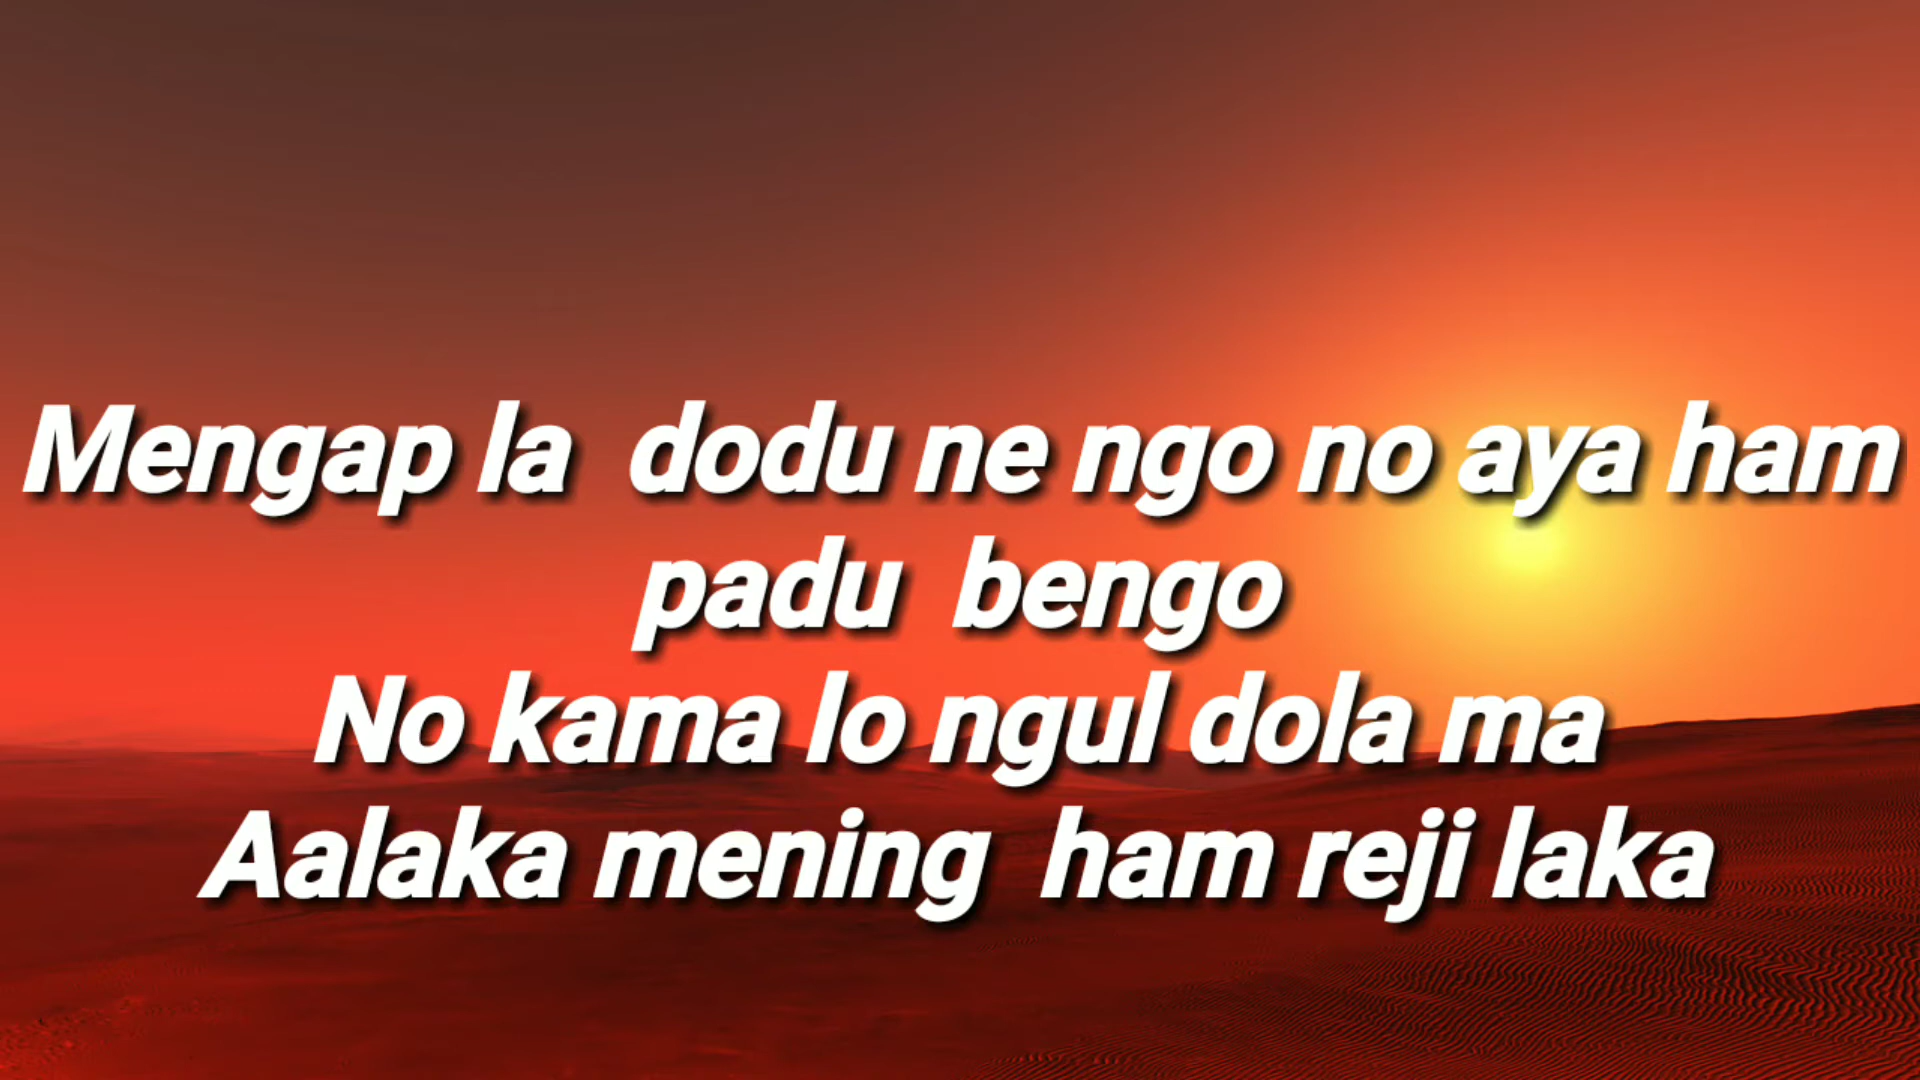 Mengap la  dodu ne ngo no aya ham
padu  bengo
No kama lo ngul dola ma
Aalaka mening  ham reji laka